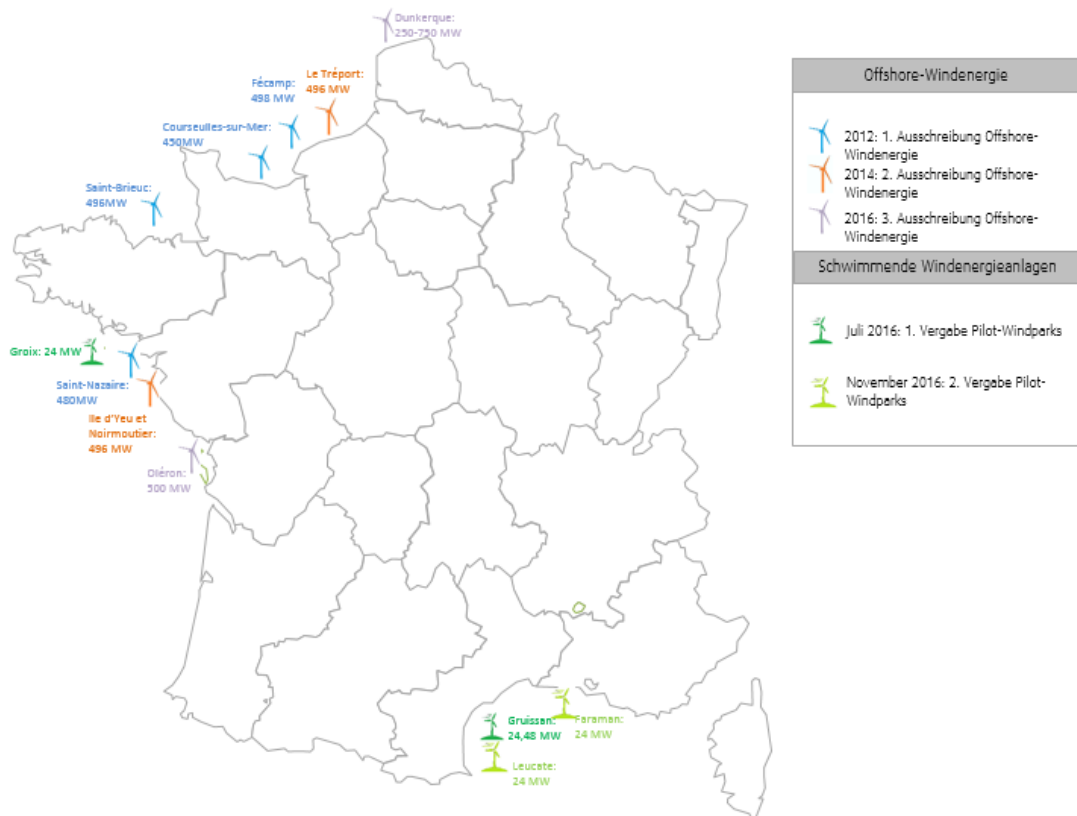 Dunkerque:
250-750 MW
Le Tréport:
496 MW
Fécamp:
498 MW
Courseulles-sur-Mer:
450MW
Saint-Brieuc:
496MW
Groix: 24 MW
Saint-Nazaire:
480MW
Ile d'Yeu et
Noirmoutier:
496 MW
Oléron:
500 MW
Gruissan:
24,48 MW
Faraman:
24 MW
Leucate:
24 MW
Offshore-Windenergie
2012: 1. Ausschreibung Offshore-
Windenergie
2014: 2. Ausschreibung Offshore-
Windenergie
2016: 3. Ausschreibung Offshore-
Windenergie
Schwimmende Windenergieanlagen
Juli 2016: 1. Vergabe Pilot-Windparks
November 2016: 2. Vergabe Pilot-
Windparks